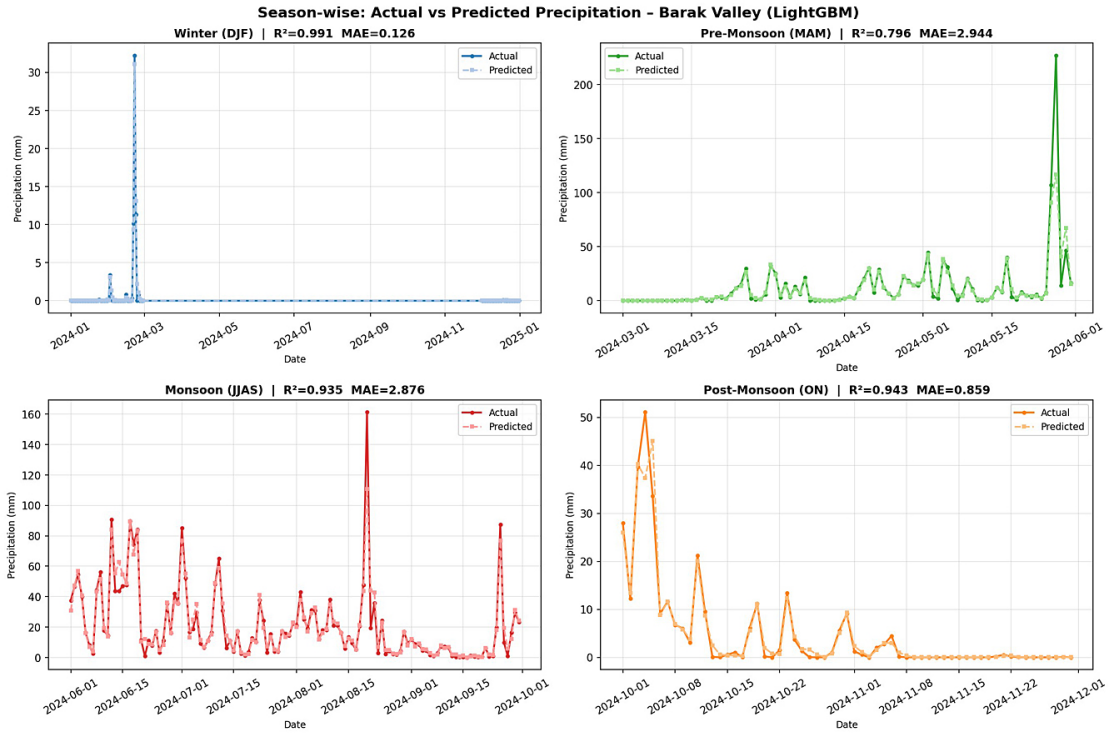 Season-wise: Actual vs Predicted Precipitation – Barak Valley (LightGBM)
Winter (DJF) | R²=0.991 MAE=0.126
Precipitation (mm)
30
25
20
15
10
5
0
Actual
Predicted
2024-01
2024-03
2024-05
2024-07
2024-09
2024-11
2025-01
Date
Pre-Monsoon (MAM) | R²=0.796 MAE=2.944
Precipitation (mm)
200
150
100
50
0
Actual
Predicted
2024-03-01
2024-03-15
2024-04-01
2024-04-15
2024-05-01
2024-05-15
2024-06-01
Date
Monsoon (JJAS) | R²=0.935 MAE=2.876
Precipitation (mm)
160
140
120
100
80
60
40
20
0
Actual
Predicted
2024-06-01
2024-06-15
2024-07-01
2024-07-15
2024-08-01
2024-08-15
2024-09-01
2024-09-15
2024-10-01
Date
Post-Monsoon (ON) | R²=0.943 MAE=0.859
Precipitation (mm)
50
40
30
20
10
0
Actual
Predicted
2024-10-01
2024-10-08
2024-10-15
2024-10-22
2024-11-01
2024-11-08
2024-11-15
2024-11-22
2024-12-01
Date